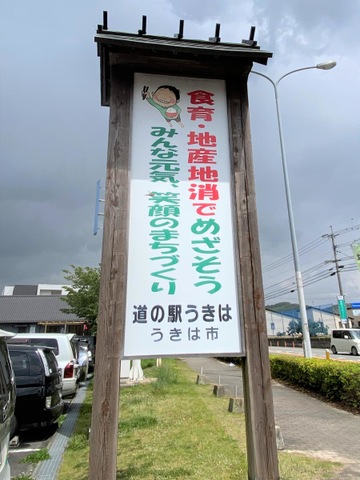 食育・地産地消でめざそう
みんな元気、笑顔のまちづくり
道の駅うきは
うきは市